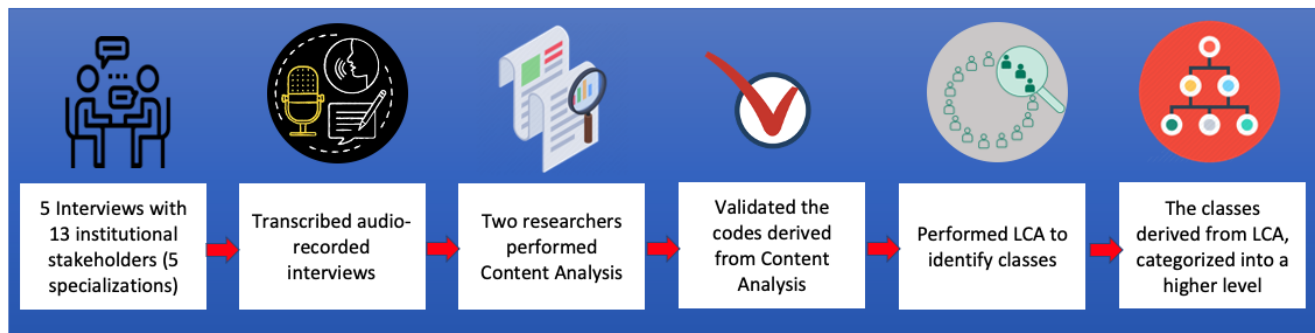 5 Interviews with
13 institutional
stakeholders (5
specializations)
Transcribed audio-
recorded
interviews
Two researchers
performed
Content Analysis
Validated the
codes derived
from Content
Analysis
Performed LCA to
identify classes
The classes
derived from LCA,
categorized into a
higher level